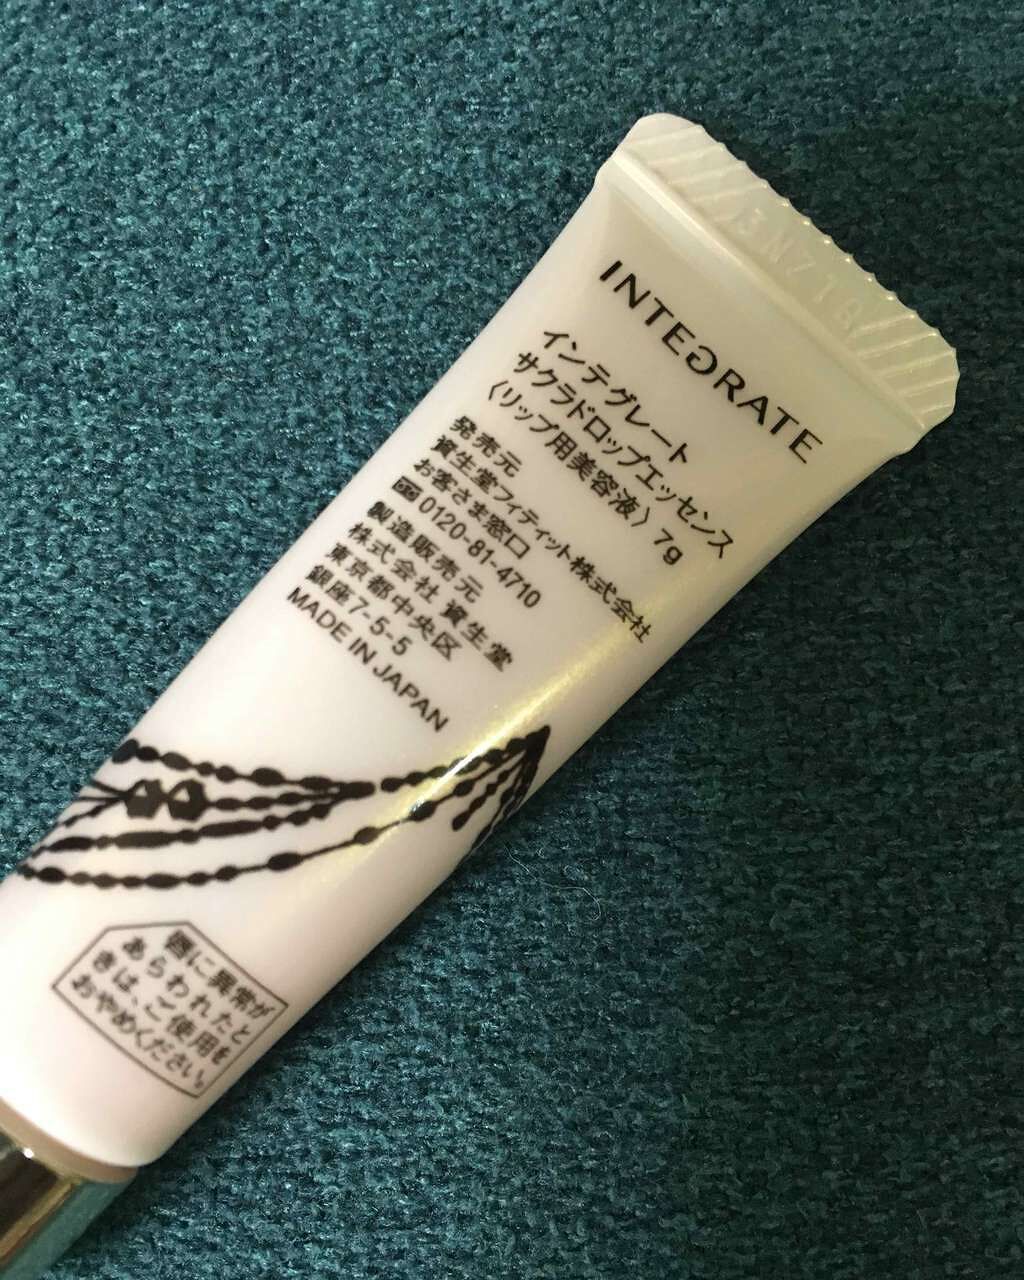 3N718
INTEGRATE
インテグレート
サクラドロップエッセンス
〈リップ用美容液〉 7g
発売元
資生堂フィティット株式会社
お客さま窓口
0120-81-4710
製造販売元
株式会社 資生堂
東京都中央区
銀座7-5-5
MADE IN JAPAN
唇に異常が
あらわれたと
きは、ご使用を
おやめください。